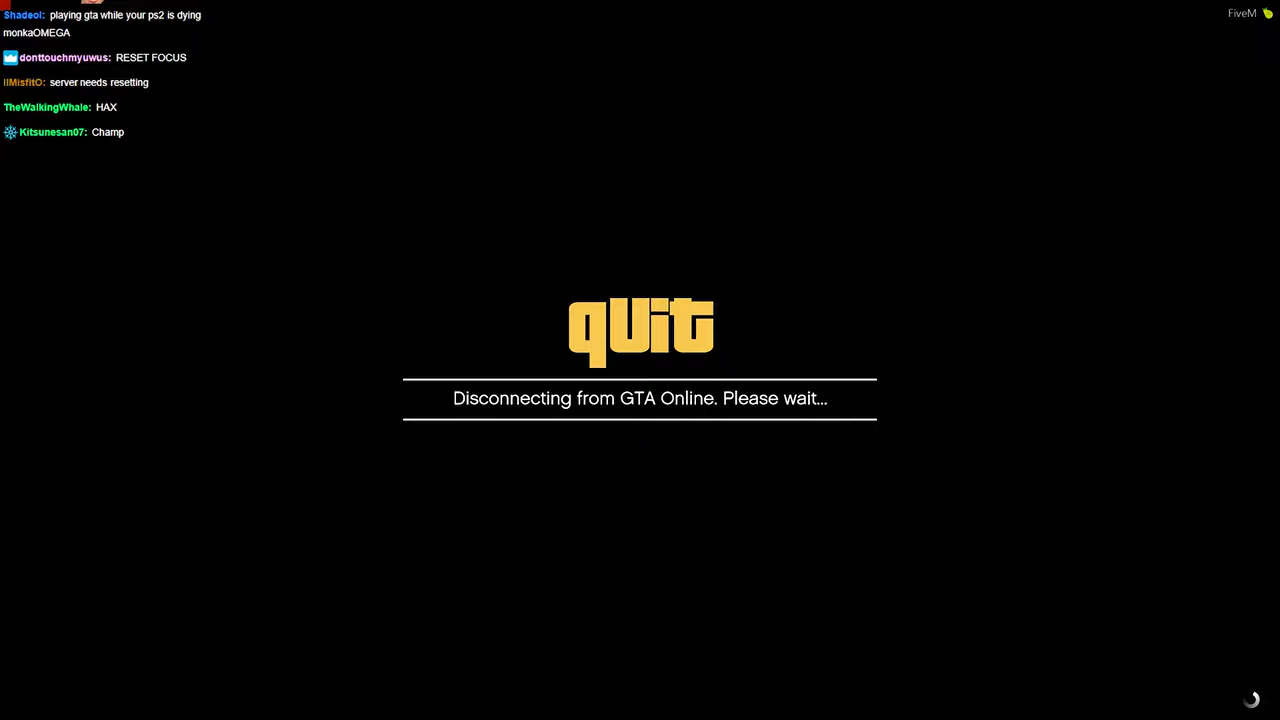 Shadeol: playing gta while your ps2 is dying
monkaOMEGA
donttouchmyuwus: RESET FOCUS
llMisfitO: server needs resetting
TheWalkingWhale: HAX
Kitsunesan07: Champ
FiveM
quit
Disconnecting from GTA Online. Please wait...